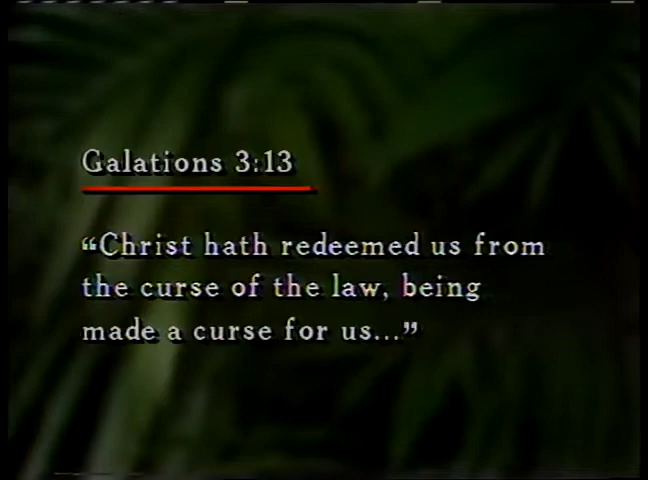 Galations 3:13
“Christ hath redeemed us from
the curse of the law, being
made a curse for us...”